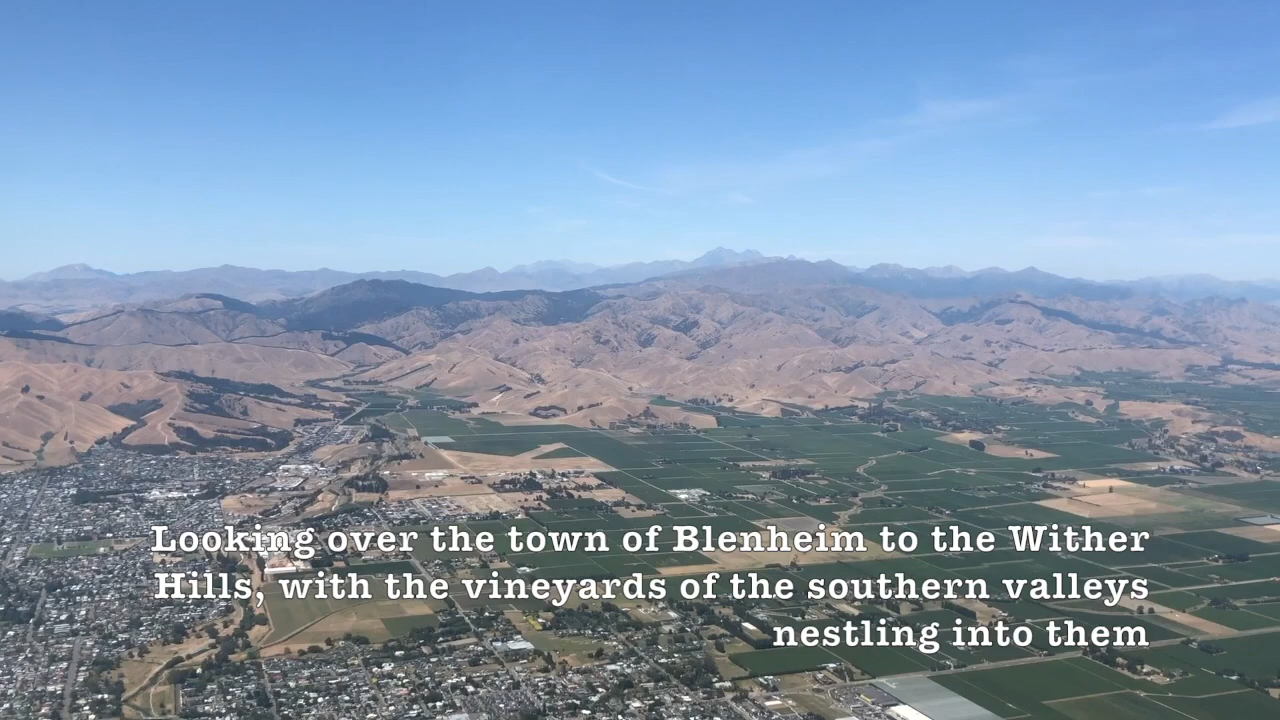 Looking over the town of Blenheim to the Wither
Hills, with the vineyards of the southern valleys
nestling into them